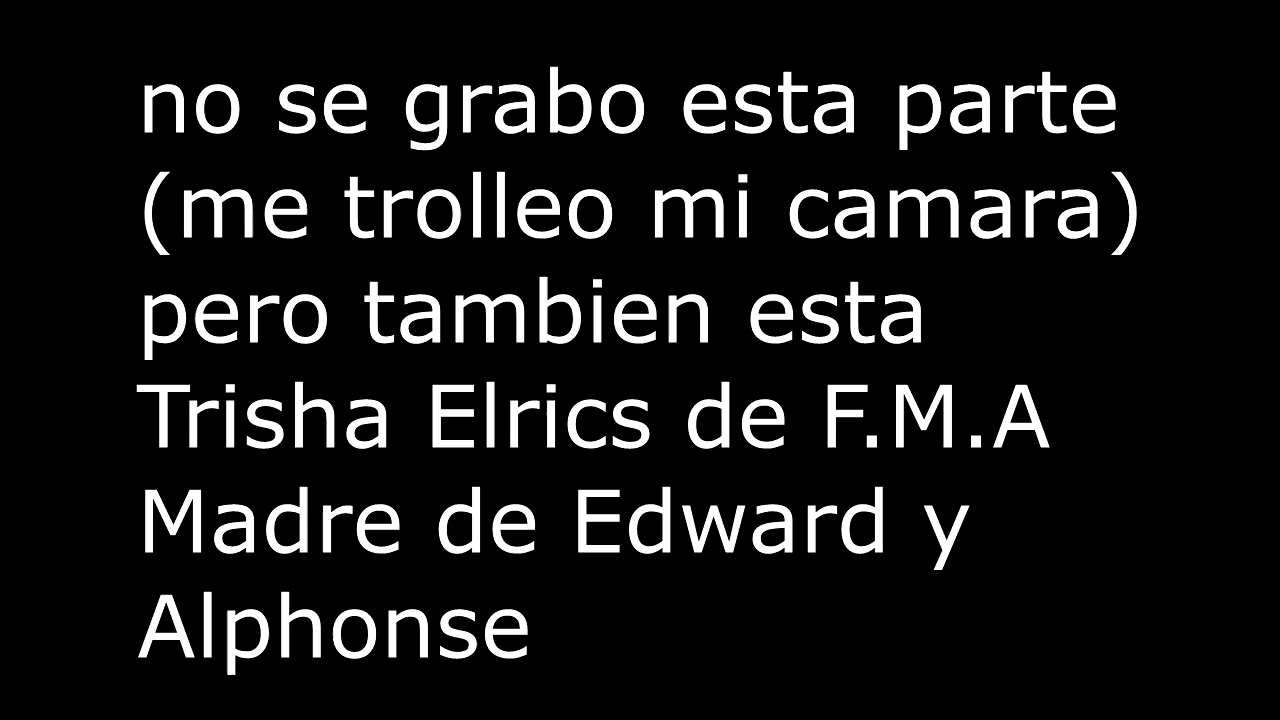 no se grabo esta parte
(me trolleo mi camara)
pero tambien esta
Trisha Elrics de F.M.A
Madre de Edward y
Alphonse